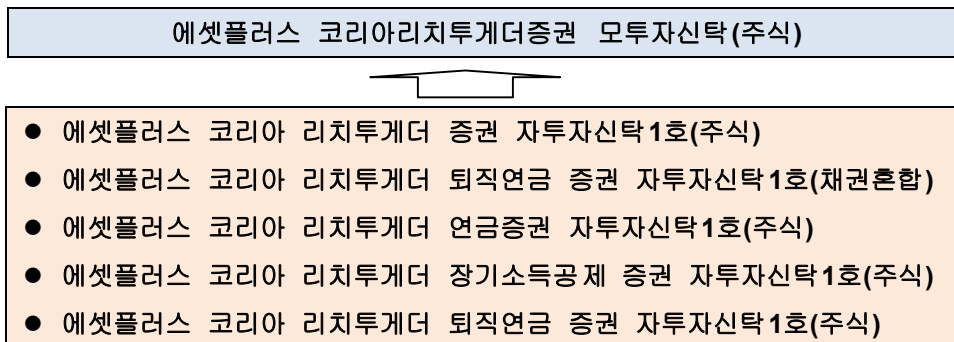 에셋플러스 코리아리치투게더증권 모투자신탁(주식)
● 에셋플러스 코리아 리치투게더 증권 자투자신탁1호(주식)
● 에셋플러스 코리아 리치투게더 퇴직연금 증권 자투자신탁1호(채권혼합)
● 에셋플러스 코리아 리치투게더 연금증권 자투자신탁1호(주식)
● 에셋플러스 코리아 리치투게더 장기소득공제 증권 자투자신탁1호(주식)
● 에셋플러스 코리아 리치투게더 퇴직연금 증권 자투자신탁1호(주식)